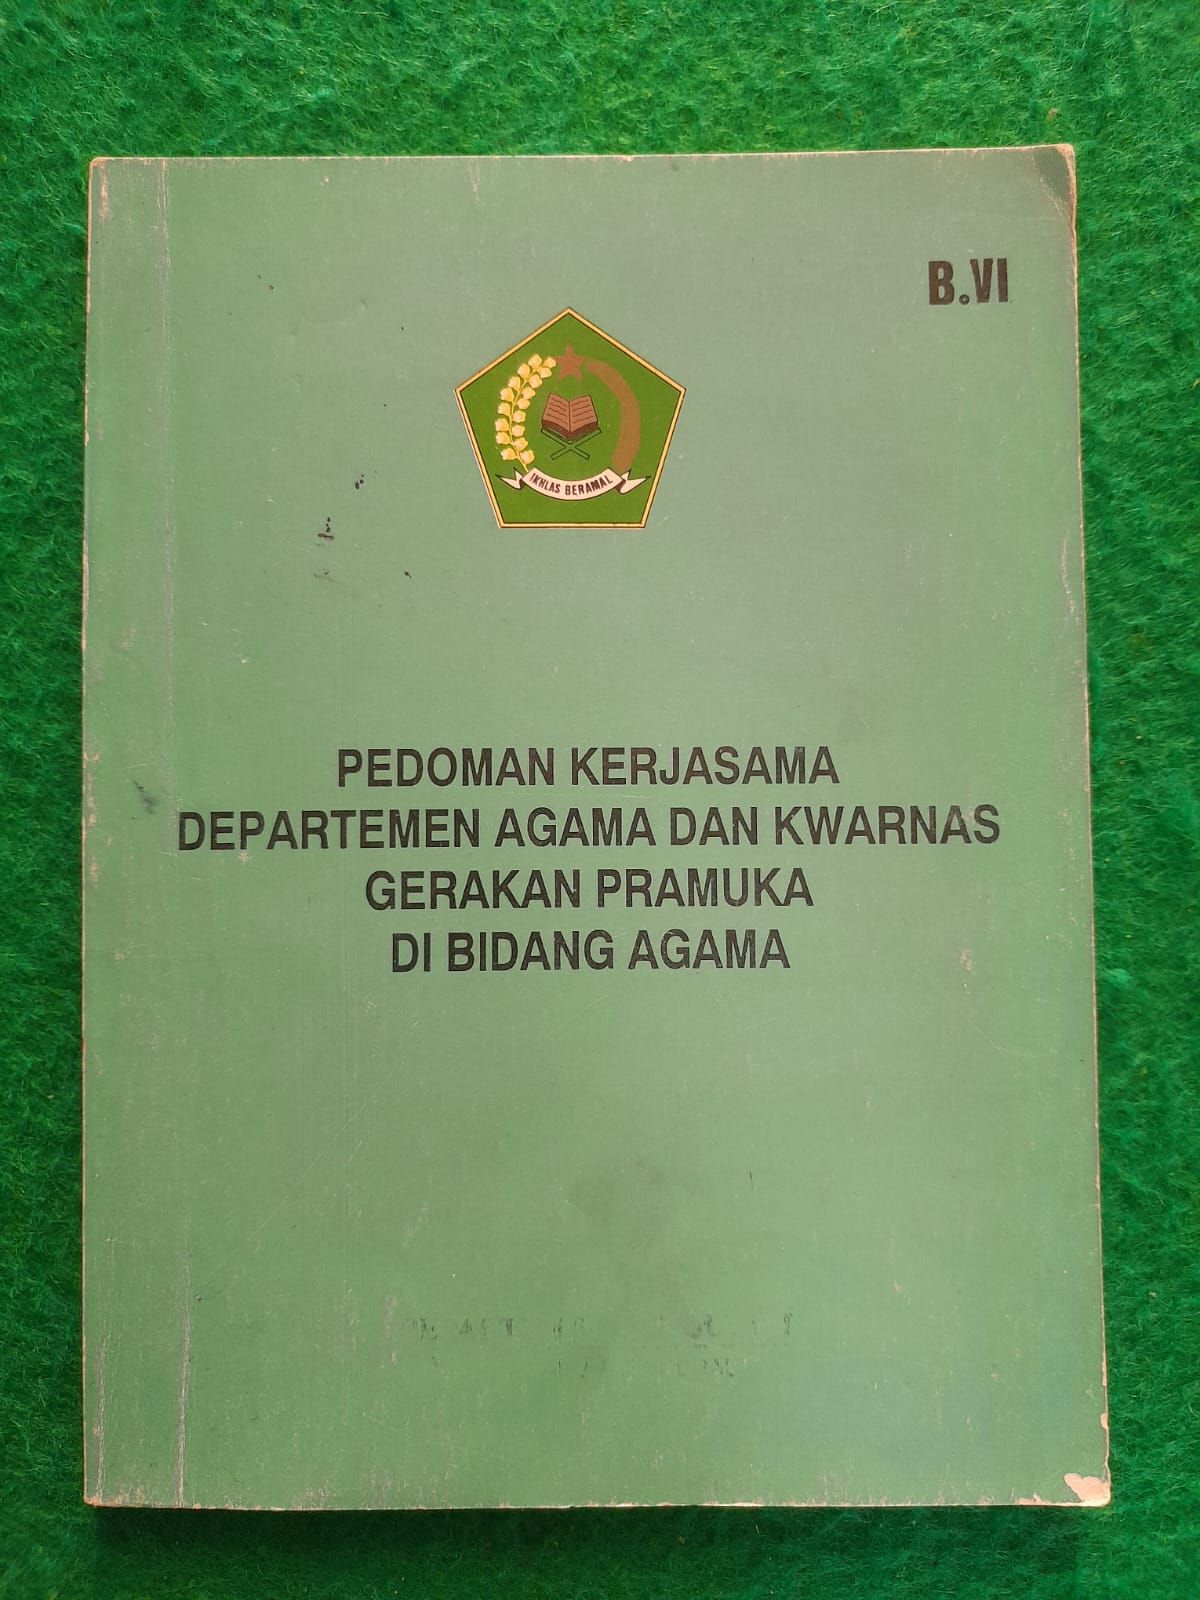 B.VI
IKHLAS BERAMAL
PEDOMAN KERJASAMA
DEPARTEMEN AGAMA DAN KWARNAS
GERAKAN PRAMUKA
DI BIDANG AGAMA